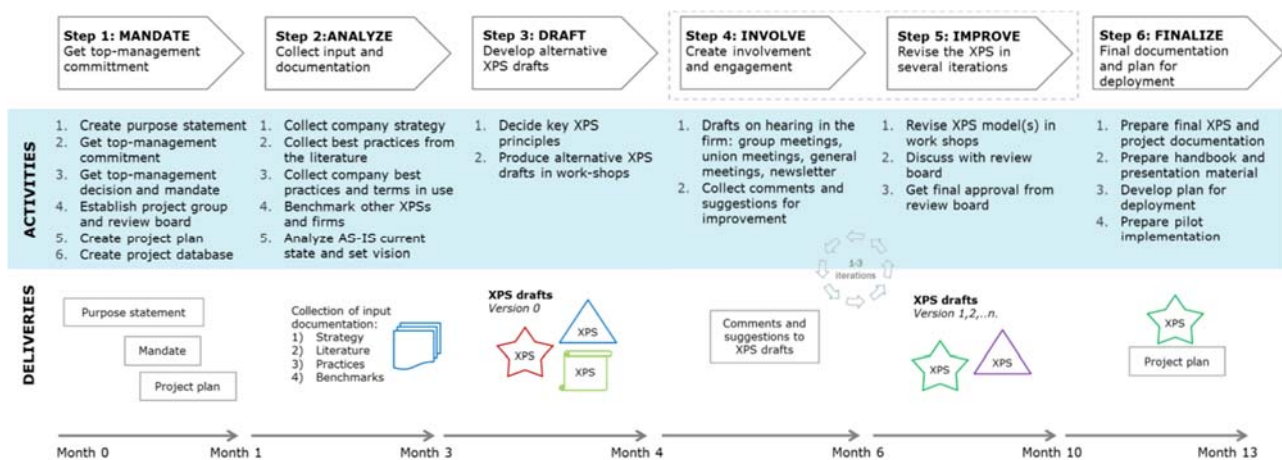 Step 1: MANDATE
Get top-management
committment
Step 2:ANALYZE
Collect input and
documentation
Step 3: DRAFT
Develop alternative
XPS drafts
Step 4: INVOLVE
Create involvement
and engagement
Step 5: IMPROVE
Revise the XPS in
several iterations
Step 6: FINALIZE
Final documentation
and plan for
deployment
ACTIVITIES
1. Create purpose statement
2. Get top-management
commitment
3. Get top-management
decision and mandate
4. Establish project group
and review board
5. Create project plan
6. Create project database
1. Collect company strategy
2. Collect best practices from
the literature
3. Collect company best
practices and terms in use
4. Benchmark other XPSs
and firms
5. Analyze AS-IS current
state and set vision
1. Decide key XPS
principles
2. Produce alternative XPS
drafts in work-shops
1. Drafts on hearing in the
firm: group meetings,
union meetings, general
meetings, newsletter
2. Collect comments and
suggestions for
improvement
1. Revise XPS model(s) in
work shops
2. Discuss with review
board
3. Get final approval from
review board
1. Prepare final XPS and
project documentation
2. Prepare handbook and
presentation material
3. Develop plan for
deployment
4. Prepare pilot
implementation
1-3
iterations
DELIVERIES
Purpose statement
Mandate
Project plan
Collection of input
documentation:
1) Strategy
2) Literature
3) Practices
4) Benchmarks
XPS drafts
Version 0
XPS
XPS
XPS
Comments and
suggestions to
XPS drafts
XPS drafts
Version 1,2,..n.
XPS
XPS
XPS
Project plan
Month 0
Month 1
Month 3
Month 4
Month 6
Month 10
Month 13